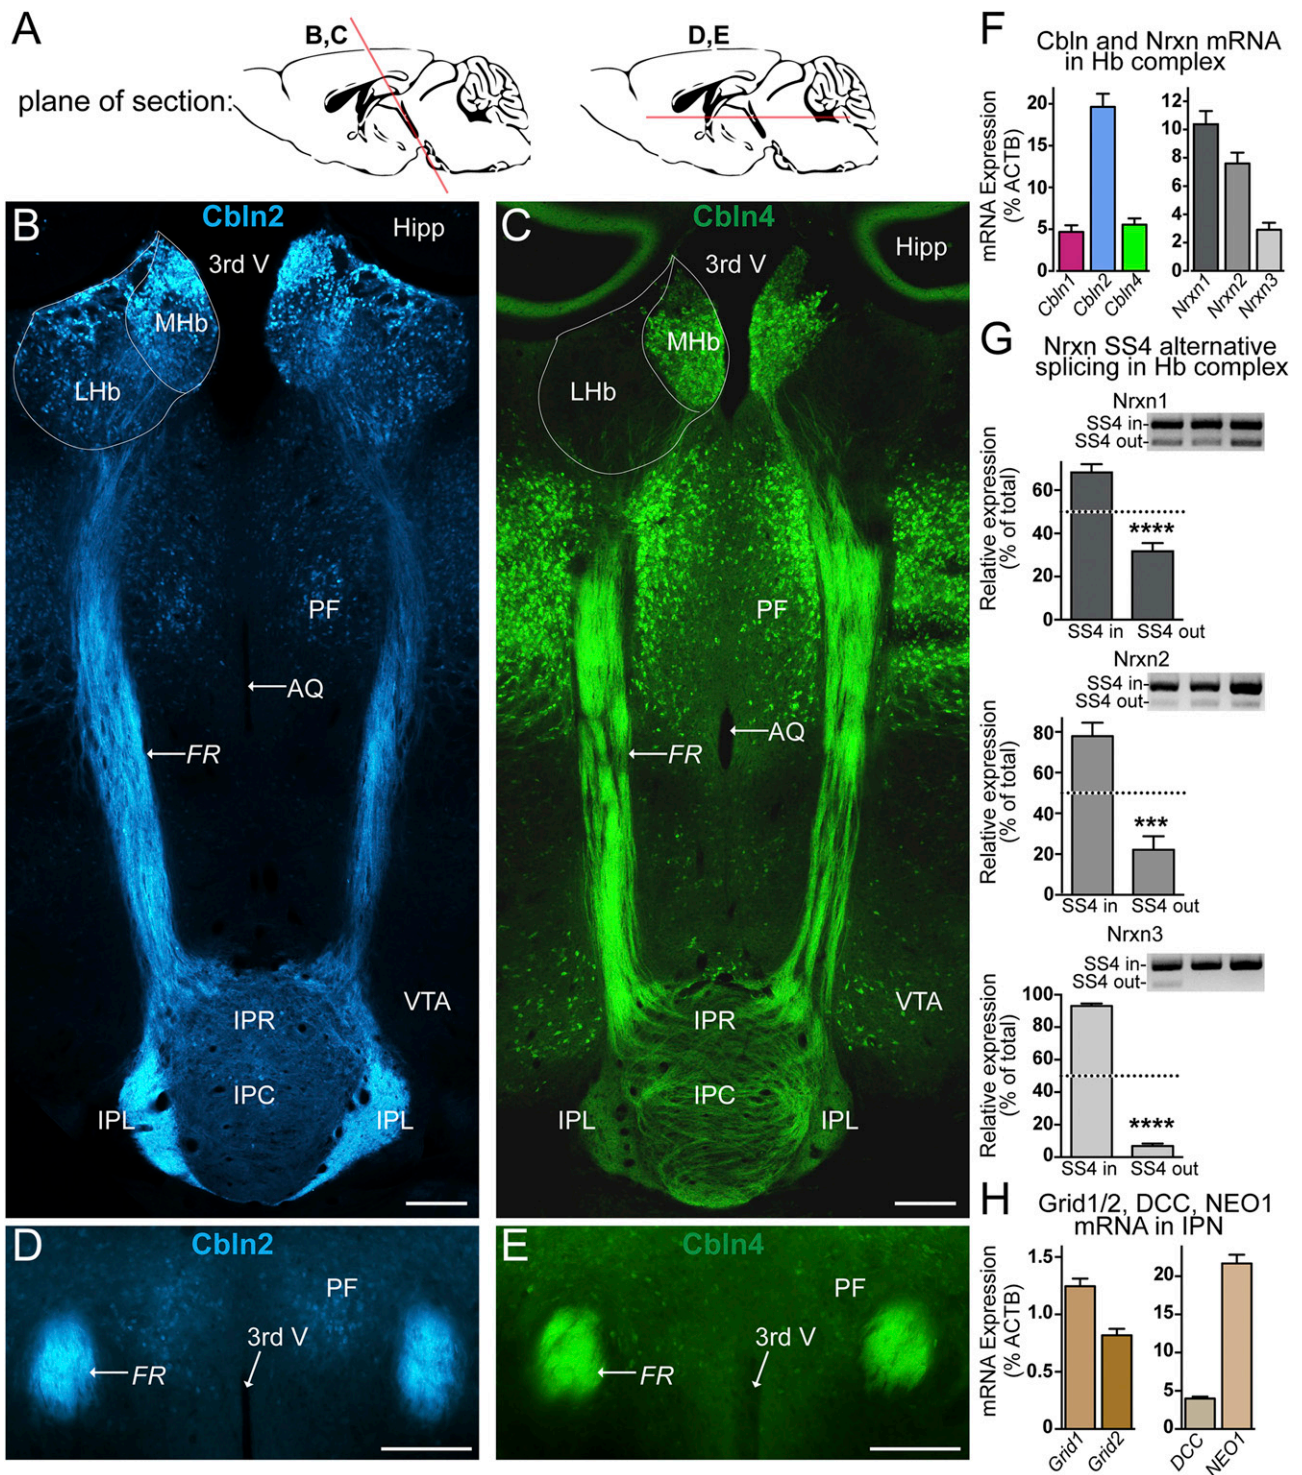 A
B,C
D,E
plane of section:
B
Cbln2
Hipp
3rd V
MHb
LHb
PF
AQ
FR
VTA
IPR
IPC
IPL
IPL
C
Cbln4
Hipp
3rd V
MHb
LHb
PF
AQ
FR
VTA
IPR
IPC
IPL
IPL
D
Cbln2
PF
3rd V
FR
E
Cbln4
PF
3rd V
FR
F
Cbln and Nrxn mRNA
in Hb complex
mRNA Expression
(% ACTB)
20
15
10
5
0
Cbln1
Cbln2
Cbln4
12
10
8
6
4
2
0
Nrxn1
Nrxn2
Nrxn3
G
Nrxn SS4 alternative
splicing in Hb complex
Nrxn1
SS4 in-
SS4 out-
Relative expression
(% of total)
60
40
20
0
****
SS4 in
SS4 out
Nrxn2
SS4 in-
SS4 out-
Relative expression
(% of total)
80
60
40
20
0
***
SS4 in
SS4 out
Nrxn3
SS4 in-
SS4 out-
Relative expression
(% of total)
100
80
60
40
20
0
****
SS4 in
SS4 out
H
Grid1/2, DCC, NEO1
mRNA in IPN
mRNA Expression
(% ACTB)
1.5
1.0
0.5
0
Grid1
Grid2
20
15
10
5
0
DCC
NEO1